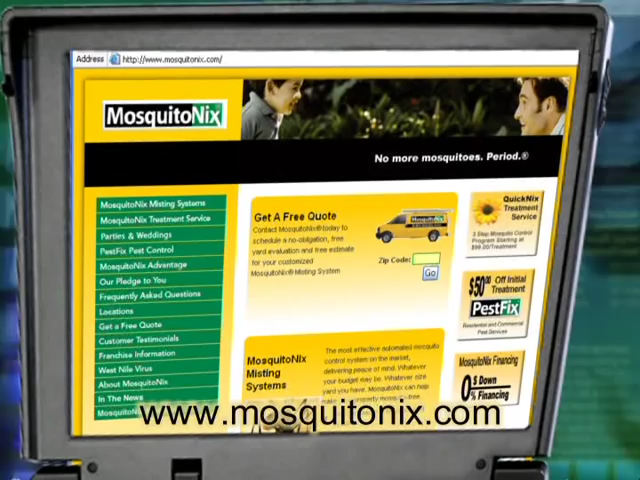 Address http://www.mosquitonix.com/
MosquitoNix
No more mosquitoes. Period.®
MosquitoNix Misting Systems
MosquitoNix Treatment Service
Parties & Weddings
PestFix Pest Control
MosquitoNix Advantage
Our Pledge to You
Frequently Asked Questions
Locations
Get a Free Quote
Customer Testimonials
Franchise Information
West Nile Virus
About MosquitoNix
In The News
Get A Free Quote
Contact MosquitoNix® today to
schedule a no-obligation, free
yard evaluation and free estimate
for your customized
MosquitoNix® Misting System
MosquitoNix
Zip Code:
Go
QuickNix
Treatment
Service
3 Step Mosquito Control
Program Starting at
$99.00/Treatment
$50.00 Off Initial
Treatment
PestFix
Residential and Commercial
Pest Services
MosquitoNix Financing
0 $ Down
% Financing
MosquitoNix
Misting
Systems
The most effective automated mosquito
control system on the market,
delivering peace of mind. Whatever
your budget may be. Whatever size
yard you have. MosquitoNix can help
www.mosquitonix.com